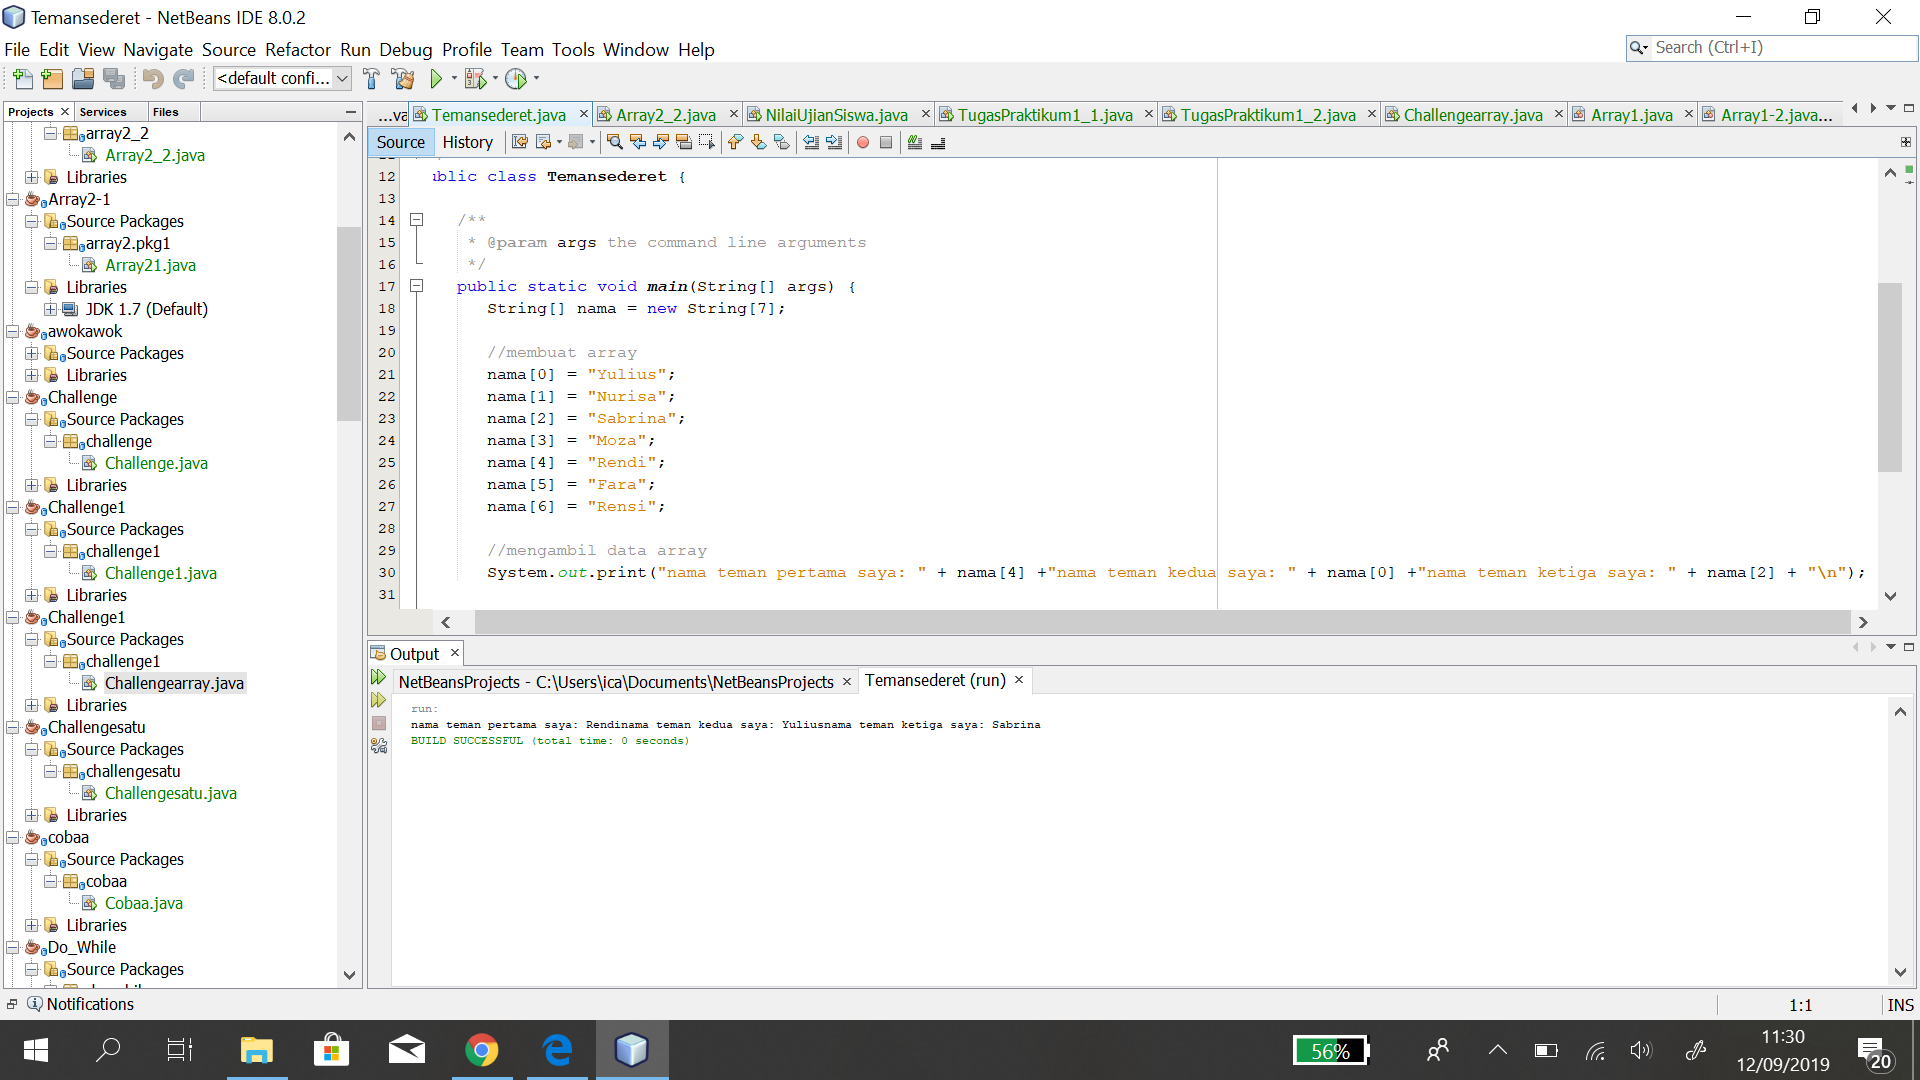 Temansederet - NetBeans IDE 8.0.2
File Edit View Navigate Source Refactor Run Debug Profile Team Tools Window Help
Search (Ctrl+I)
<default confi...
Projects Services Files
array2_2
Array2_2.java
Libraries
Array2-1
Source Packages
array2.pkg1
Array21.java
Libraries
JDK 1.7 (Default)
awokawok
Source Packages
Libraries
Challenge
Source Packages
challenge
Challenge.java
Libraries
Challenge1
Source Packages
challenge1
Challenge1.java
Libraries
Challenge1
Source Packages
challenge1
Challengearray.java
Libraries
Challengesatu
Source Packages
challengesatu
Challengesatu.java
Libraries
cobaa
Source Packages
cobaa
Cobaa.java
Libraries
Do_While
Source Packages
...va Temansederet.java Array2_2.java NilaiUjianSiswa.java TugasPraktikum1_1.java TugasPraktikum1_2.java Challengearray.java Array1.java Array1-2.java...
Source History
12 ublic class Temansederet {
13
14 /**
15 * @param args the command line arguments
16 */
17 public static void main(String[] args) {
18 String[] nama = new String[7];
19
20 //membuat array
21 nama[0] = "Yulius";
22 nama[1] = "Nurisa";
23 nama[2] = "Sabrina";
24 nama[3] = "Moza";
25 nama[4] = "Rendi";
26 nama[5] = "Fara";
27 nama[6] = "Rensi";
28
29 //mengambil data array
30 System.out.print("nama teman pertama saya: " + nama[4] +"nama teman kedua saya: " + nama[0] +"nama teman ketiga saya: " + nama[2] + "\n");
31
Output
NetBeansProjects - C:\Users\ica\Documents\NetBeansProjects Temansederet (run)
run:
nama teman pertama saya: Rendinama teman kedua saya: Yuliusnama teman ketiga saya: Sabrina
BUILD SUCCESSFUL (total time: 0 seconds)
Notifications
1:1 INS
56%
11:30
12/09/2019
20